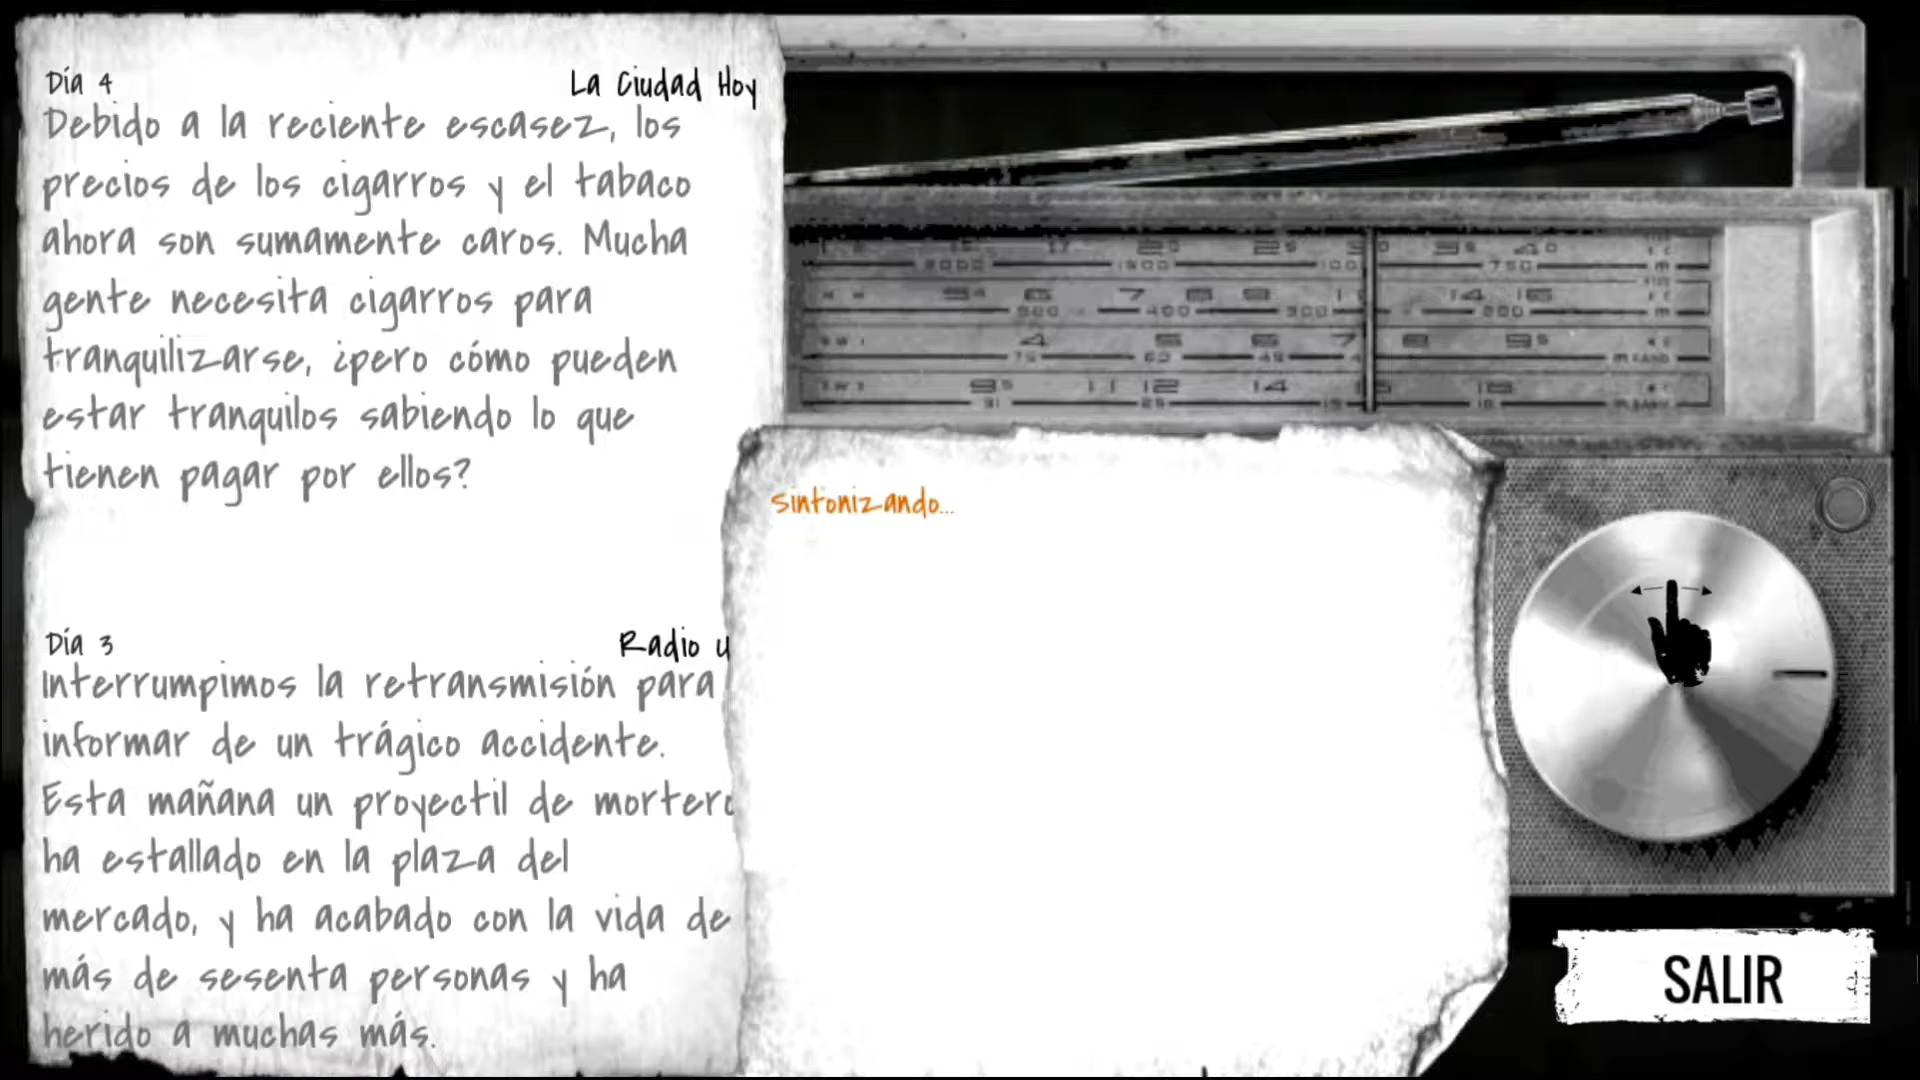 Día 4
La Ciudad Hoy
Debido a la reciente escasez, los
precios de los cigarros y el tabaco
ahora son sumamente caros. Mucha
gente necesita cigarros para
tranquilizarse, ¿pero cómo pueden
estar tranquilos sabiendo lo que
tienen pagar por ellos?
Día 3
Radio
Interrumpimos la retransmisión para
informar de un trágico accidente.
Esta mañana un proyectil de mortero
ha estallado en la plaza del
mercado, y ha acabado con la vida de
más de sesenta personas y ha
herido a muchas más.
sintonizando...
SALIR